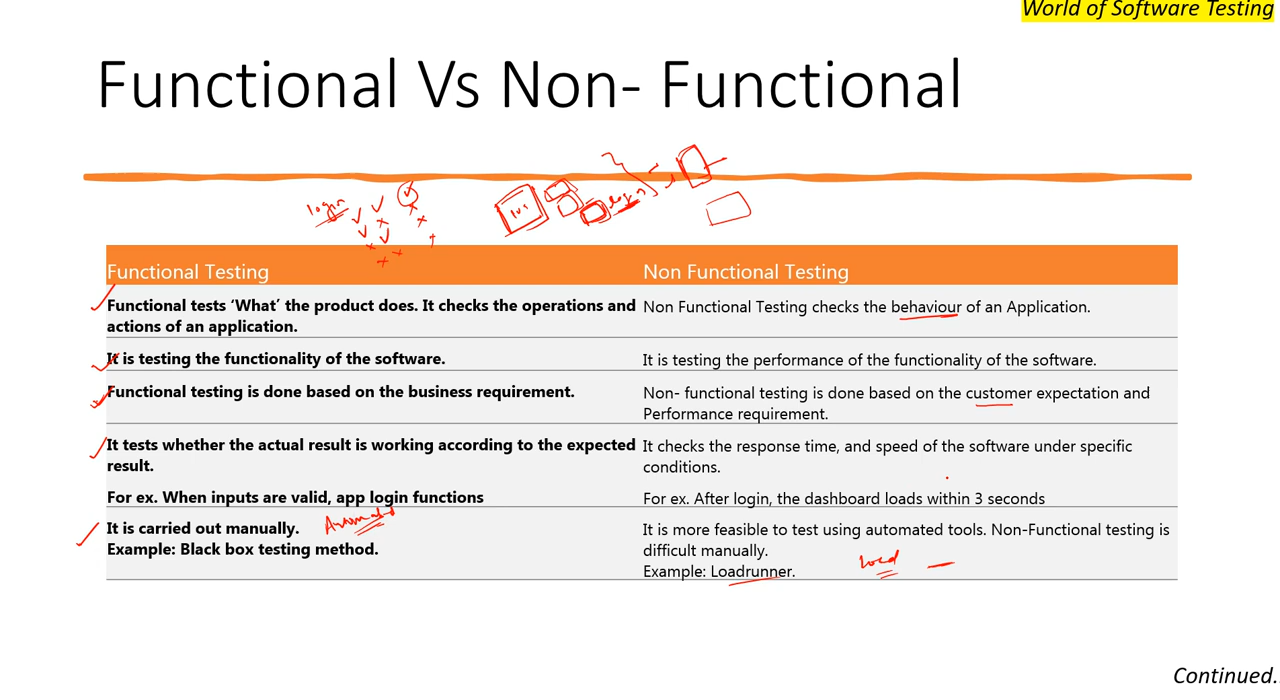 World of Software Testing
Functional Vs Non- Functional
login
login
Functional Testing
Non Functional Testing
Functional tests ‘What’ the product does. It checks the operations and
actions of an application.
Non Functional Testing checks the behaviour of an Application.
It is testing the functionality of the software.
It is testing the performance of the functionality of the software.
Functional testing is done based on the business requirement.
Non- functional testing is done based on the customer expectation and
Performance requirement.
It tests whether the actual result is working according to the expected
result.
For ex. When inputs are valid, app login functions
It checks the response time, and speed of the software under specific
conditions.
For ex. After login, the dashboard loads within 3 seconds
It is carried out manually.
Example: Black box testing method.
It is more feasible to test using automated tools. Non-Functional testing is
difficult manually.
Example: Loadrunner.
Load
Continued..